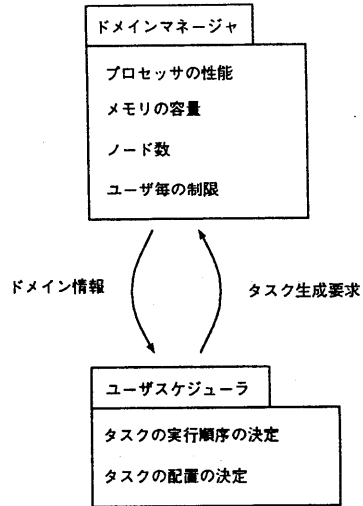 ドメインマネージャ
プロセッサの性能
メモリの容量
ノード数
ユーザ毎の制限
ドメイン情報
タスク生成要求
ユーザスケジューラ
タスクの実行順序の決定
タスクの配置の決定